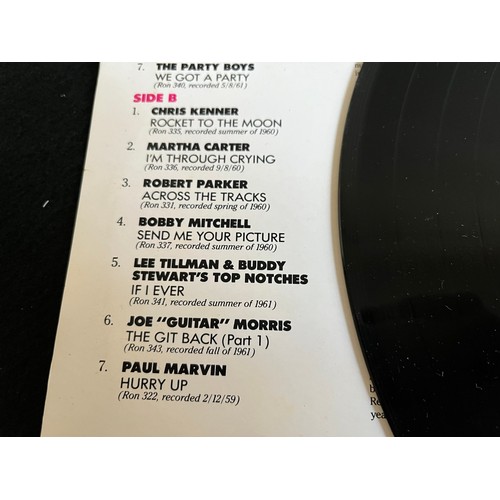 7. THE PARTY BOYS
WE GOT A PARTY
(Ron 340, recorded 5/8/61)
SIDE B
1. CHRIS KENNER
ROCKET TO THE MOON
(Ron 335, recorded summer of 1960)
2. MARTHA CARTER
I'M THROUGH CRYING
(Ron 336, recorded 9/8/60)
3. ROBERT PARKER
ACROSS THE TRACKS
(Ron 331, recorded spring of 1960)
4. BOBBY MITCHELL
SEND ME YOUR PICTURE
(Ron 337, recorded summer of 1960)
5. LEE TILLMAN & BUDDY
STEWART'S TOP NOTCHES
IF I EVER
(Ron 341, recorded summer of 1961)
6. JOE "GUITAR" MORRIS
THE GIT BACK (Part 1)
(Ron 343, recorded fall of 1961)
7. PAUL MARVIN
HURRY UP
(Ron 322, recorded 2/12/59)